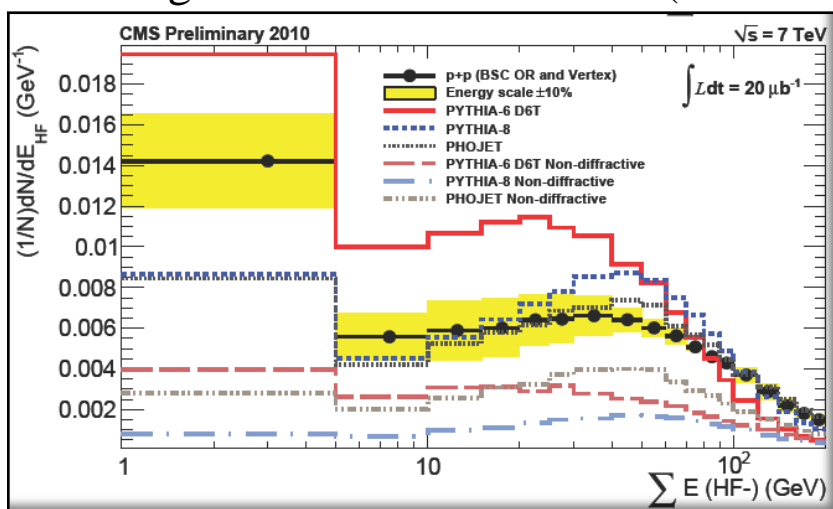 CMS Preliminary 2010
√s = 7 TeV
(1/N)dN/dE_HF (GeV⁻¹)
0.018
0.016
0.014
0.012
0.01
0.008
0.006
0.004
0.002
p+p (BSC OR and Vertex)
Energy scale ±10%
PYTHIA-6 D6T
PYTHIA-8
PHOJET
PYTHIA-6 D6T Non-diffractive
PYTHIA-8 Non-diffractive
PHOJET Non-diffractive
∫ L dt = 20 μb⁻¹
1
10
10²
∑ E (HF-) (GeV)